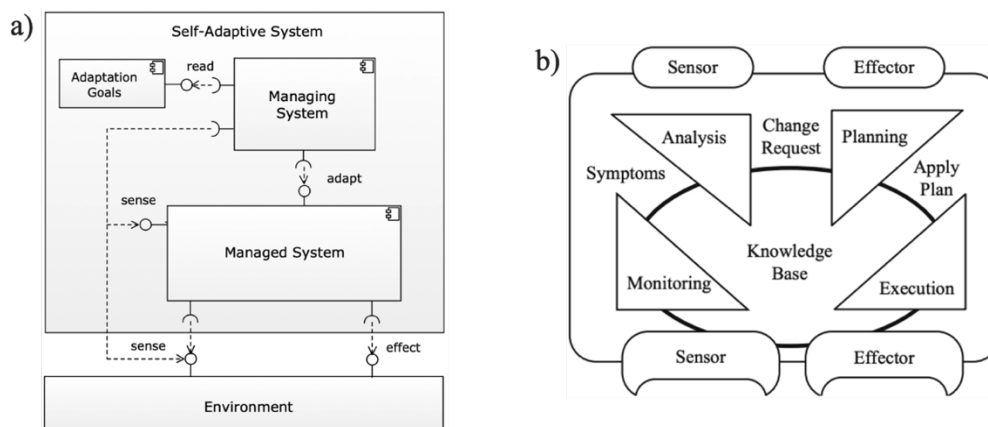 a)
Self-Adaptive System
Adaptation
Goals
read
Managing
System
adapt
sense
Managed System
sense
effect
Environment
b)
Sensor
Effector
Analysis
Change
Request
Planning
Symptoms
Apply
Plan
Knowledge
Base
Monitoring
Execution
Sensor
Effector